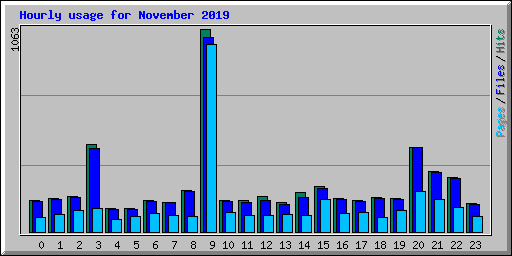 Hourly usage for November 2019
1063
Pages / Files / Hits
0 1 2 3 4 5 6 7 8 9 10 11 12 13 14 15 16 17 18 19 20 21 22 23